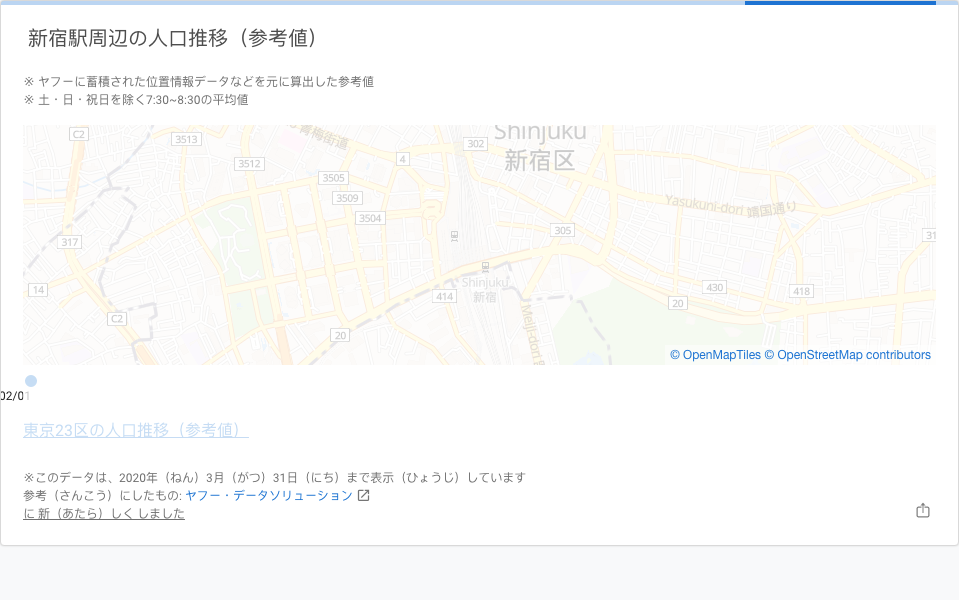 新宿駅周辺の人口推移（参考値）
※ ヤフーに蓄積された位置情報データなどを元に算出した参考値
※ 土・日・祝日を除く7:30~8:30の平均値
C2
3513
青梅街道
302
Shinjuku
新宿区
4
3512
3505
3509
3504
Yasukuni-dori 靖国通り
317
305
31
Shinjuku
新宿
14
414
430
418
20
C2
20
Meiji-dori
© OpenMapTiles © OpenStreetMap contributors
02/01
東京23区の人口推移（参考値）
※このデータは、2020年（ねん）3月（がつ）31日（にち）まで表示（ひょうじ）しています
参考（さんこう）にしたもの: ヤフー・データソリューション
に 新（あたら）しく しました